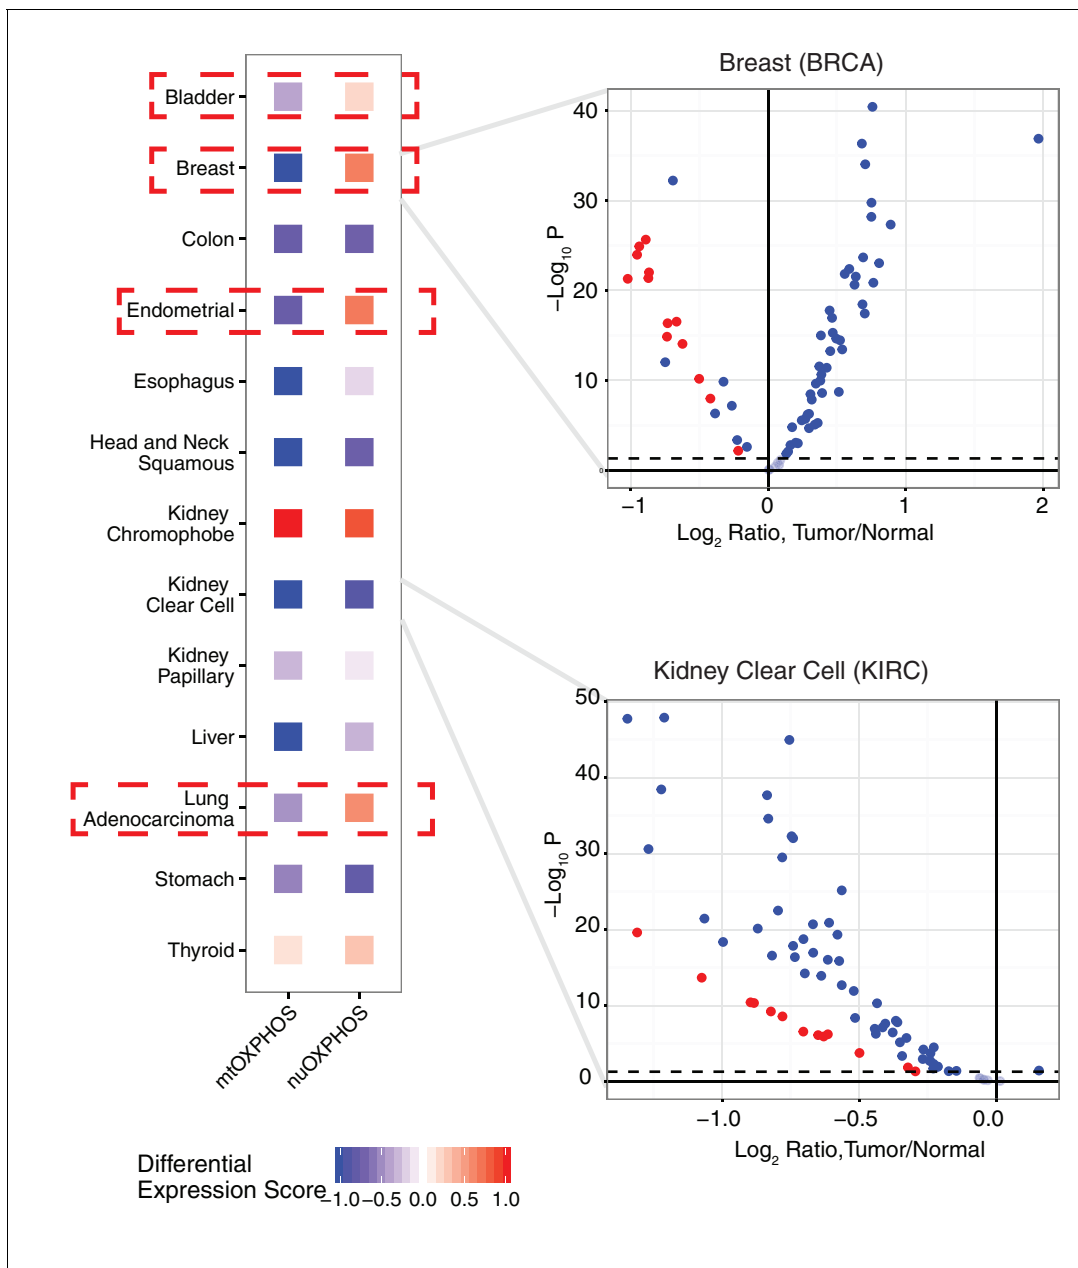 Bladder
Breast
Colon
Endometrial
Esophagus
Head and Neck
Squamous
Kidney
Chromophobe
Kidney
Clear Cell
Kidney
Papillary
Liver
Lung
Adenocarcinoma
Stomach
Thyroid
mtOXPHOS
nuOXPHOS
Differential
Expression Score
−1.0 −0.5 0.0 0.5 1.0
Breast (BRCA)
−Log10 P
40
30
20
10
0
−1 0 1 2
Log2 Ratio, Tumor/Normal
Kidney Clear Cell (KIRC)
−Log10 P
50
40
30
20
10
0
−1.0 −0.5 0.0
Log2 Ratio,Tumor/Normal